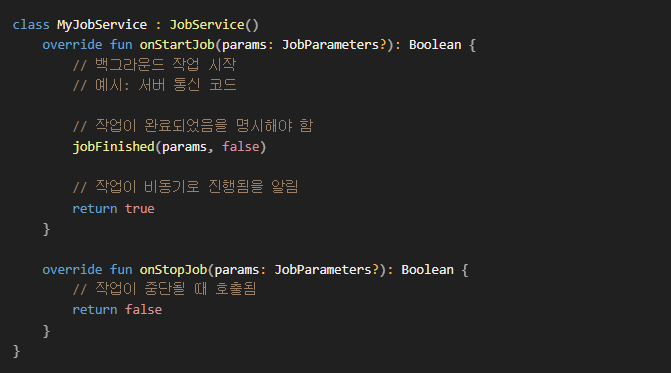 class MyJobService : JobService()
    override fun onStartJob(params: JobParameters?): Boolean {
        // 백그라운드 작업 시작
        // 예시: 서버 통신 코드

        // 작업이 완료되었음을 명시해야 함
        jobFinished(params, false)

        // 작업이 비동기로 진행됨을 알림
        return true
    }

    override fun onStopJob(params: JobParameters?): Boolean {
        // 작업이 중단될 때 호출됨
        return false
    }
}